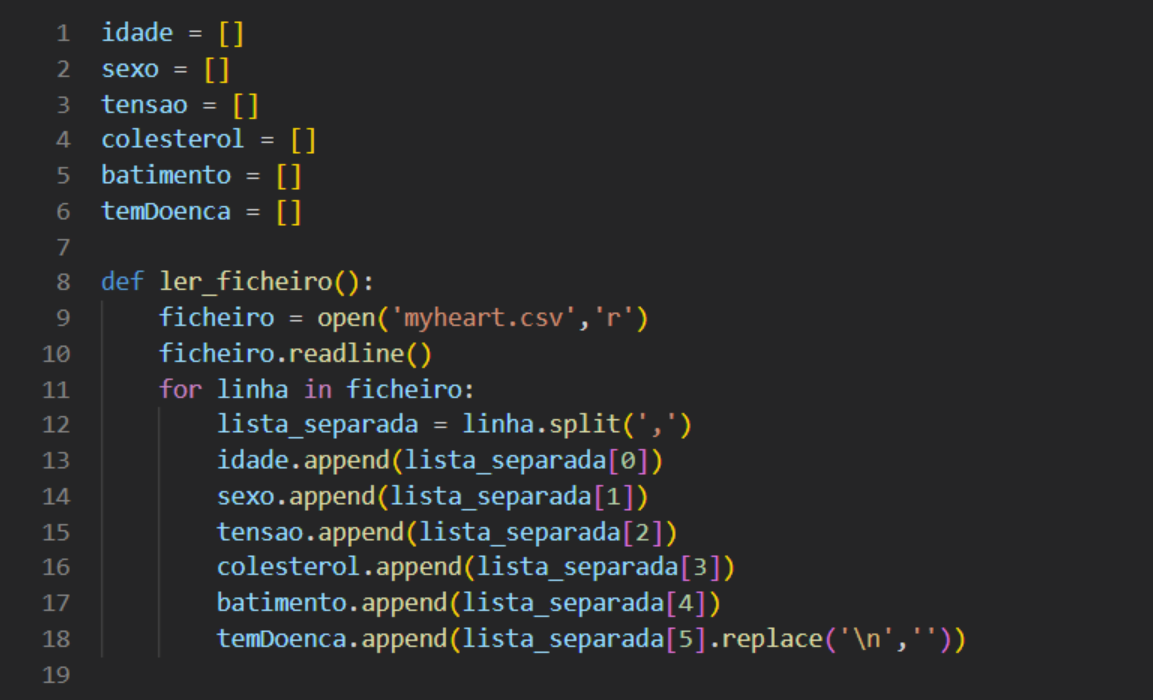 1 idade = []
2 sexo = []
3 tensao = []
4 colesterol = []
5 batimento = []
6 temDoenca = []
7
8 def ler_ficheiro():
9     ficheiro = open('myheart.csv','r')
10     ficheiro.readline()
11     for linha in ficheiro:
12         lista_separada = linha.split(',')
13         idade.append(lista_separada[0])
14         sexo.append(lista_separada[1])
15         tensao.append(lista_separada[2])
16         colesterol.append(lista_separada[3])
17         batimento.append(lista_separada[4])
18         temDoenca.append(lista_separada[5].replace('\n',''))
19